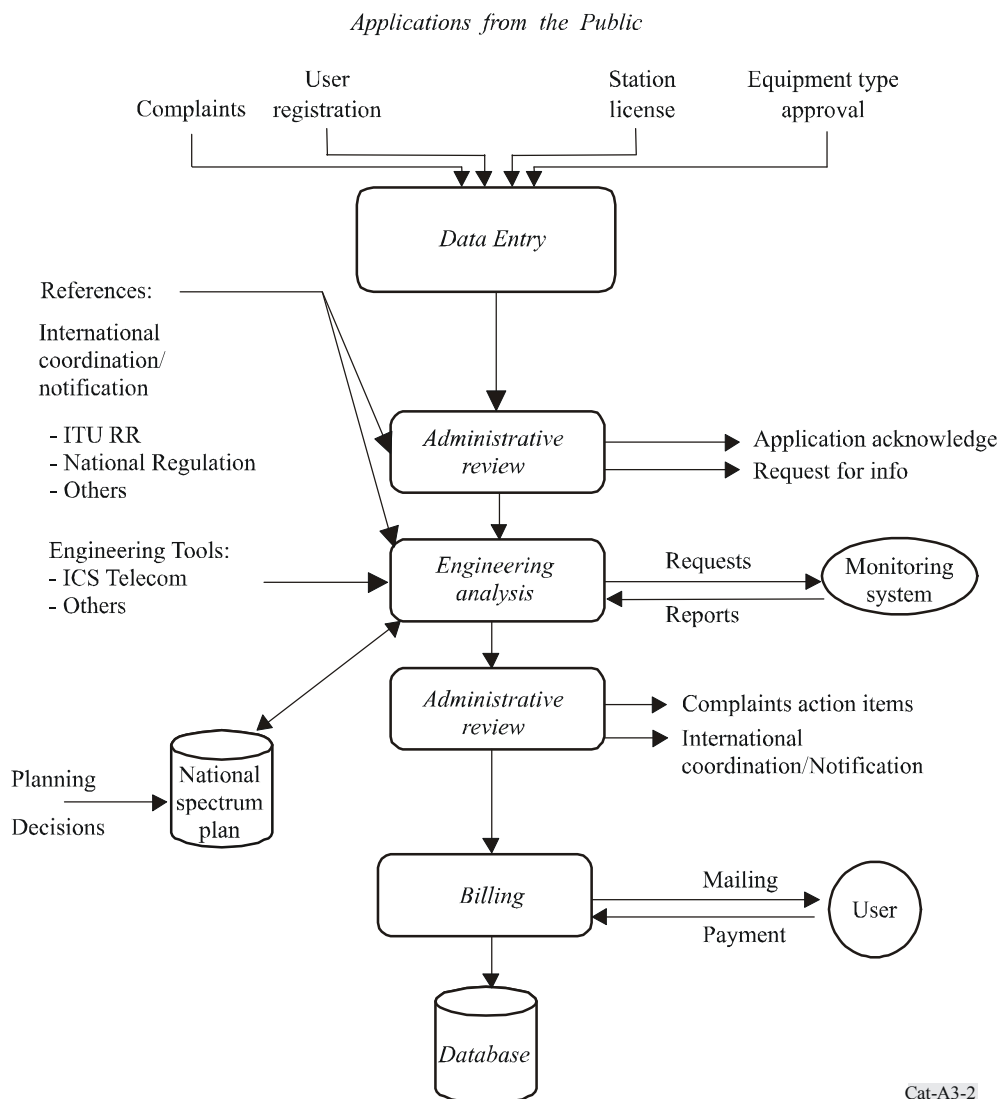 Applications from the Public
Complaints
User
registration
Station
license
Equipment type
approval
Data Entry
References:
International
coordination/
notification
- ITU RR
- National Regulation
- Others
Administrative
review
Application acknowledge
Request for info
Engineering Tools:
- ICS Telecom
- Others
Engineering
analysis
Requests
Reports
Monitoring
system
Administrative
review
Complaints action items
International
coordination/Notification
Planning
Decisions
National
spectrum
plan
Billing
Mailing
Payment
User
Database
Cat-A3-2